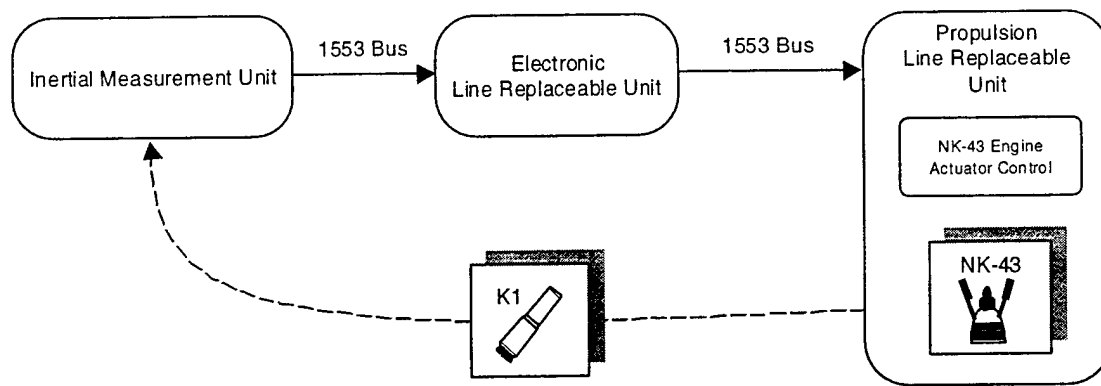 1553 Bus
1553 Bus
Inertial Measurement Unit
Electronic
Line Replaceable Unit
Propulsion
Line Replaceable
Unit
NK-43 Engine
Actuator Control
NK-43
K1